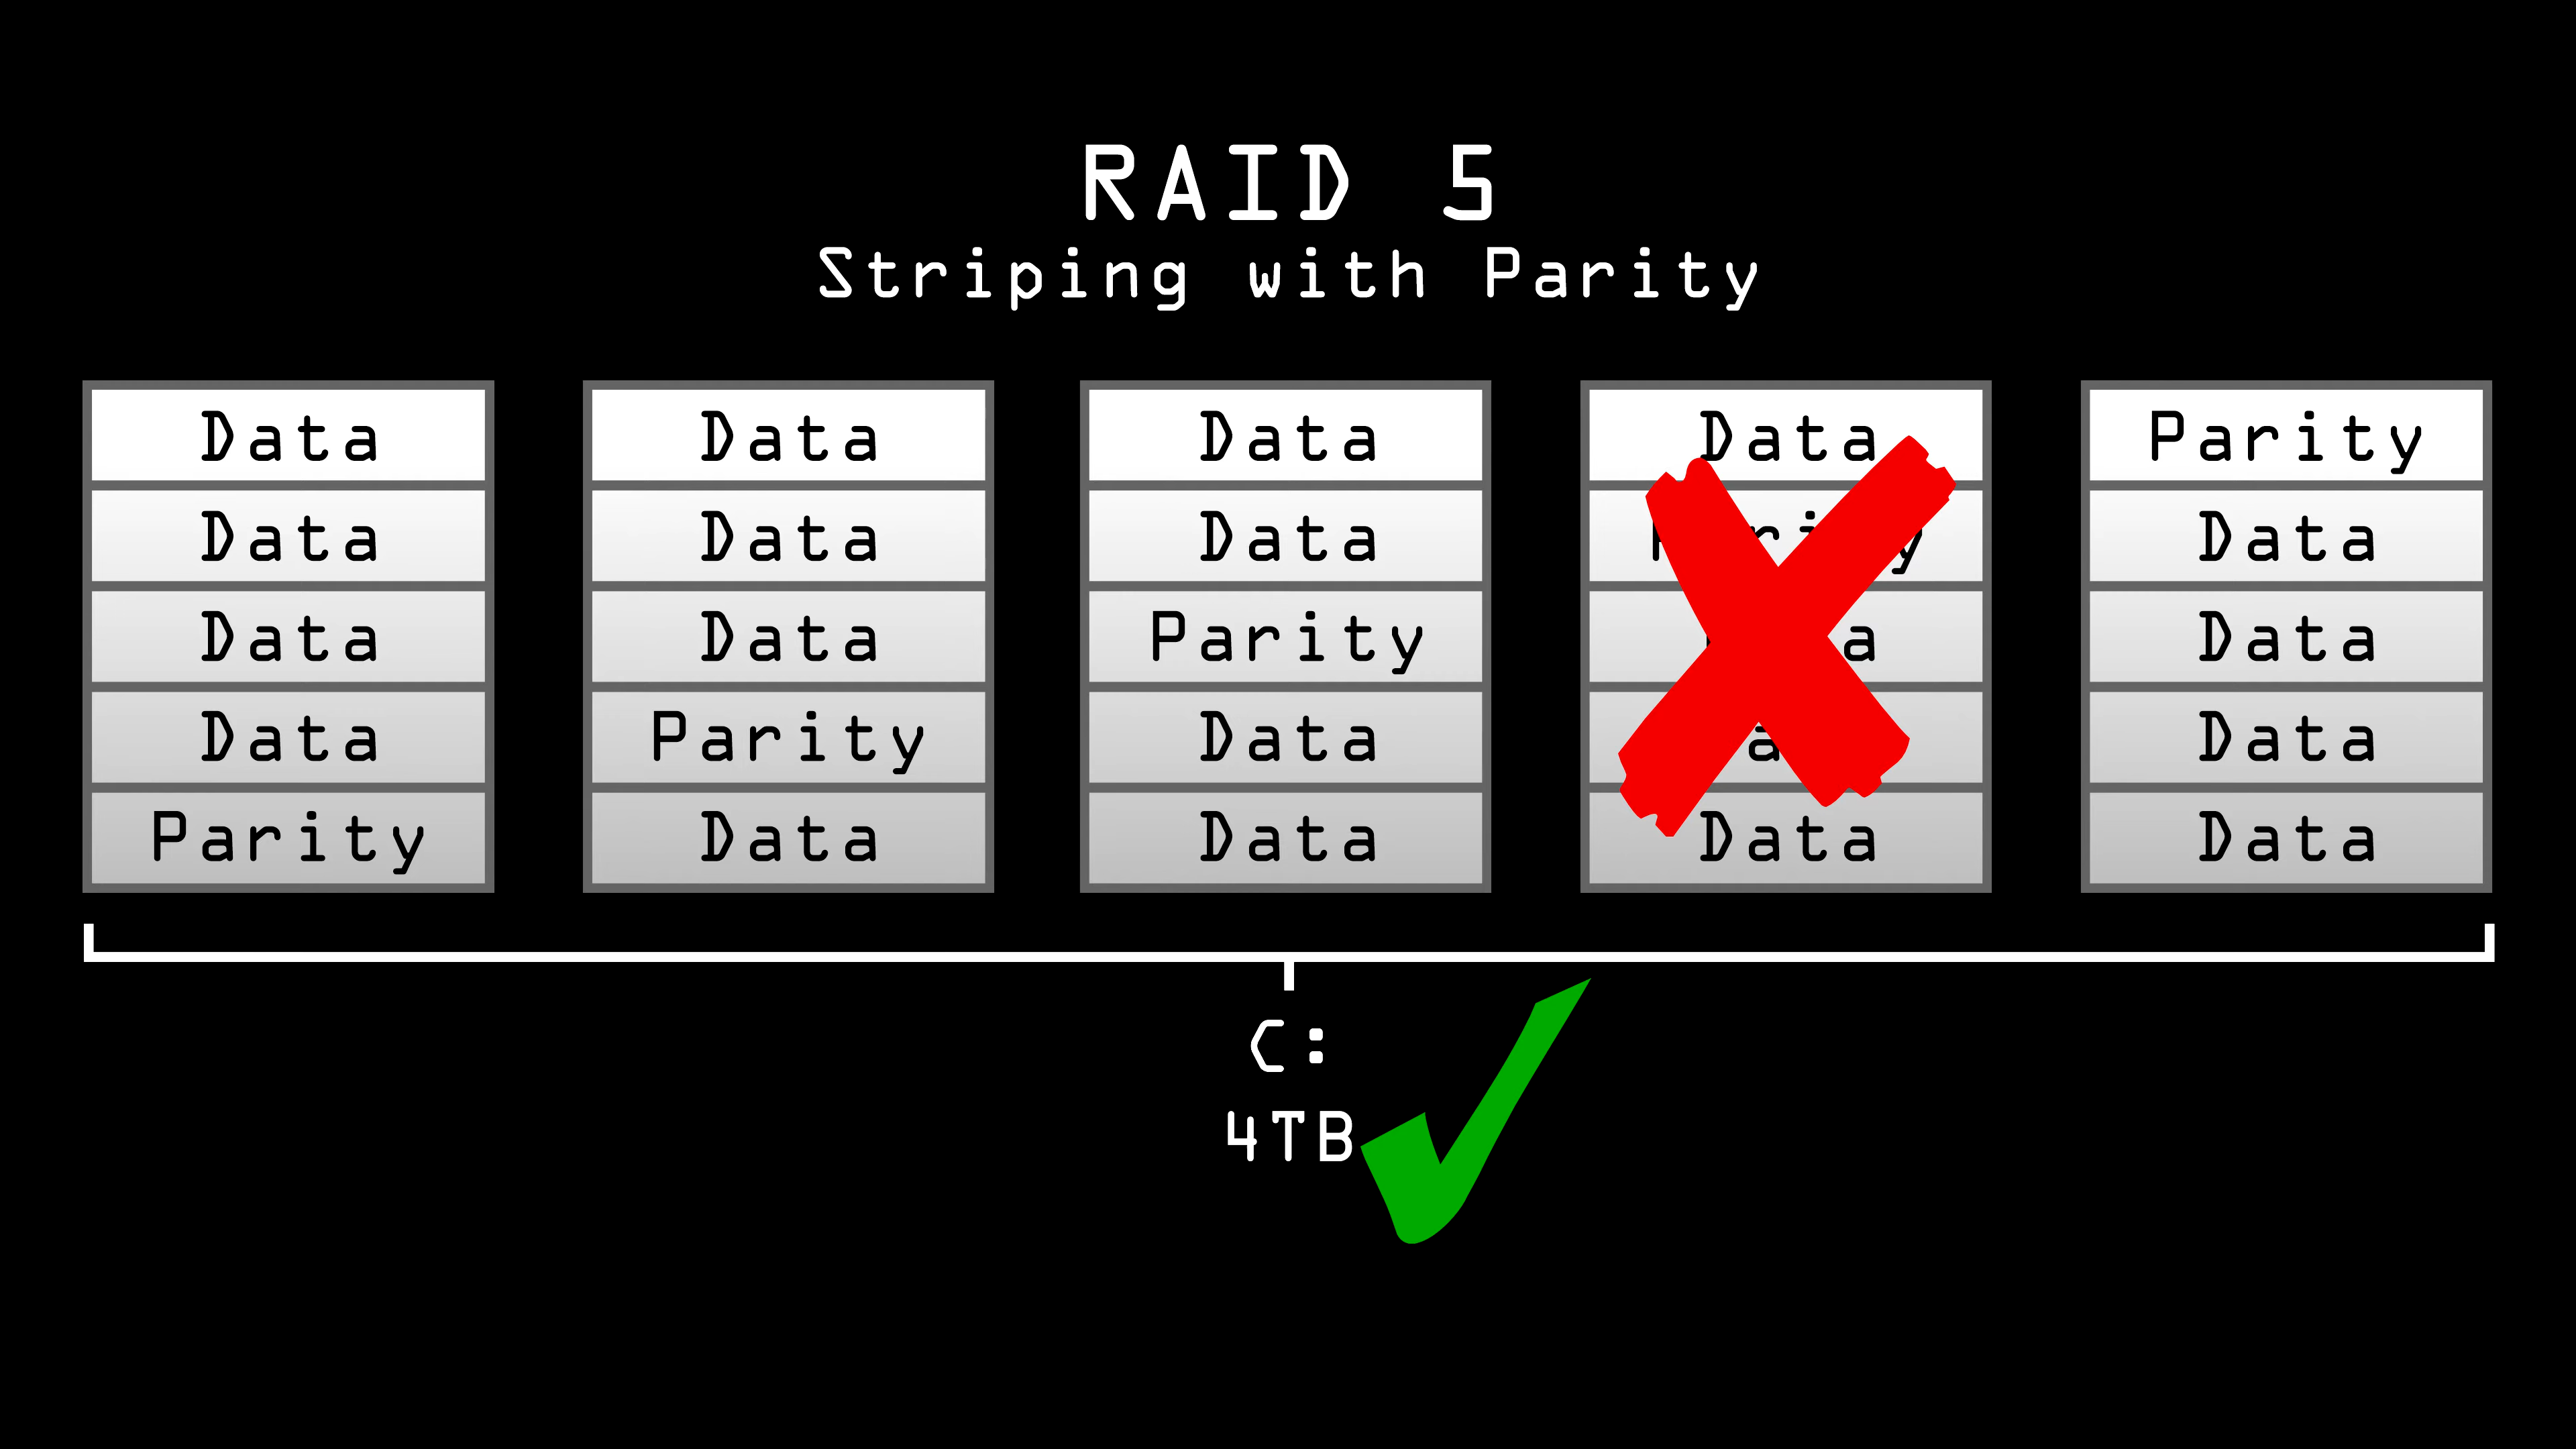 RAID 5
Striping with Parity
Data Data Data Data Parity
Data Data Data Data
Data Data Parity Data
Data Parity Data Data
Parity Data Data Data Data
C:
4TB